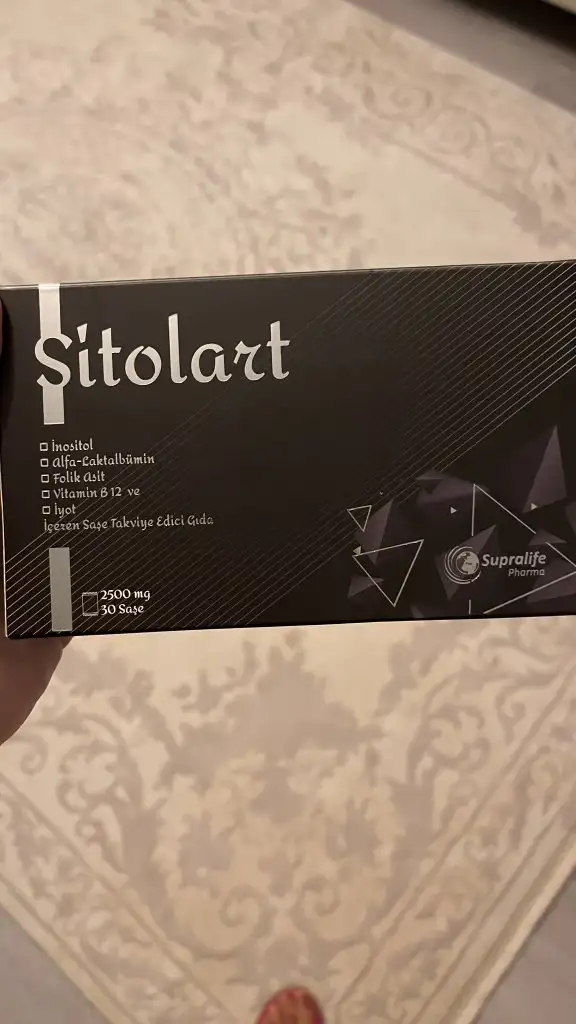 Sitolart
İnositol
Alfa-Laktalbümin
Folik Asit
Vitamin B 12 ve
İyot
İçeren Saşe Takviye Edici Gıda
2500 mg
30 Saşe
Supralife
Pharma